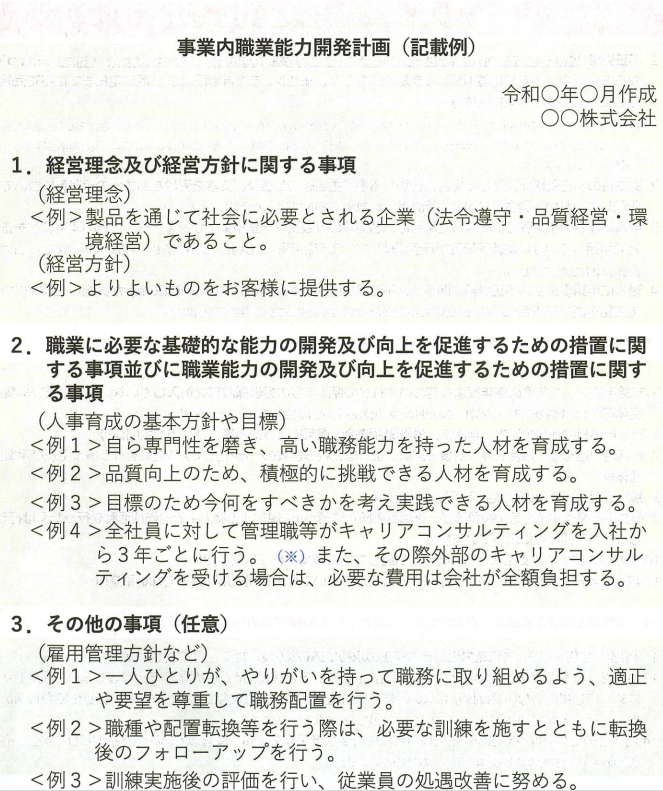 事業内職業能力開発計画（記載例）
令和〇年〇月作成
〇〇株式会社
１．経営理念及び経営方針に関する事項
（経営理念）
＜例＞製品を通じて社会に必要とされる企業（法令遵守・品質経営・環
境経営）であること。
（経営方針）
＜例＞よりよいものをお客様に提供する。
２．職業に必要な基礎的な能力の開発及び向上を促進するための措置に関
する事項並びに職業能力の開発及び向上を促進するための措置に関す
る事項
（人事育成の基本方針や目標）
＜例１＞自ら専門性を磨き、高い職務能力を持った人材を育成する。
＜例２＞品質向上のため、積極的に挑戦できる人材を育成する。
＜例３＞目標のため今何をすべきかを考え実践できる人材を育成する。
＜例４＞全社員に対して管理職等がキャリアコンサルティングを入社か
ら３年ごとに行う。（※）また、その際外部のキャリアコンサル
ティングを受ける場合は、必要な費用は会社が全額負担する。
３．その他の事項（任意）
（雇用管理方針など）
＜例１＞一人ひとりが、やりがいを持って職務に取り組めるよう、適正
や要望を尊重して職務配置を行う。
＜例２＞職種や配置転換等を行う際は、必要な訓練を施すとともに転換
後のフォローアップを行う。
＜例３＞訓練実施後の評価を行い、従業員の処遇改善に努める。